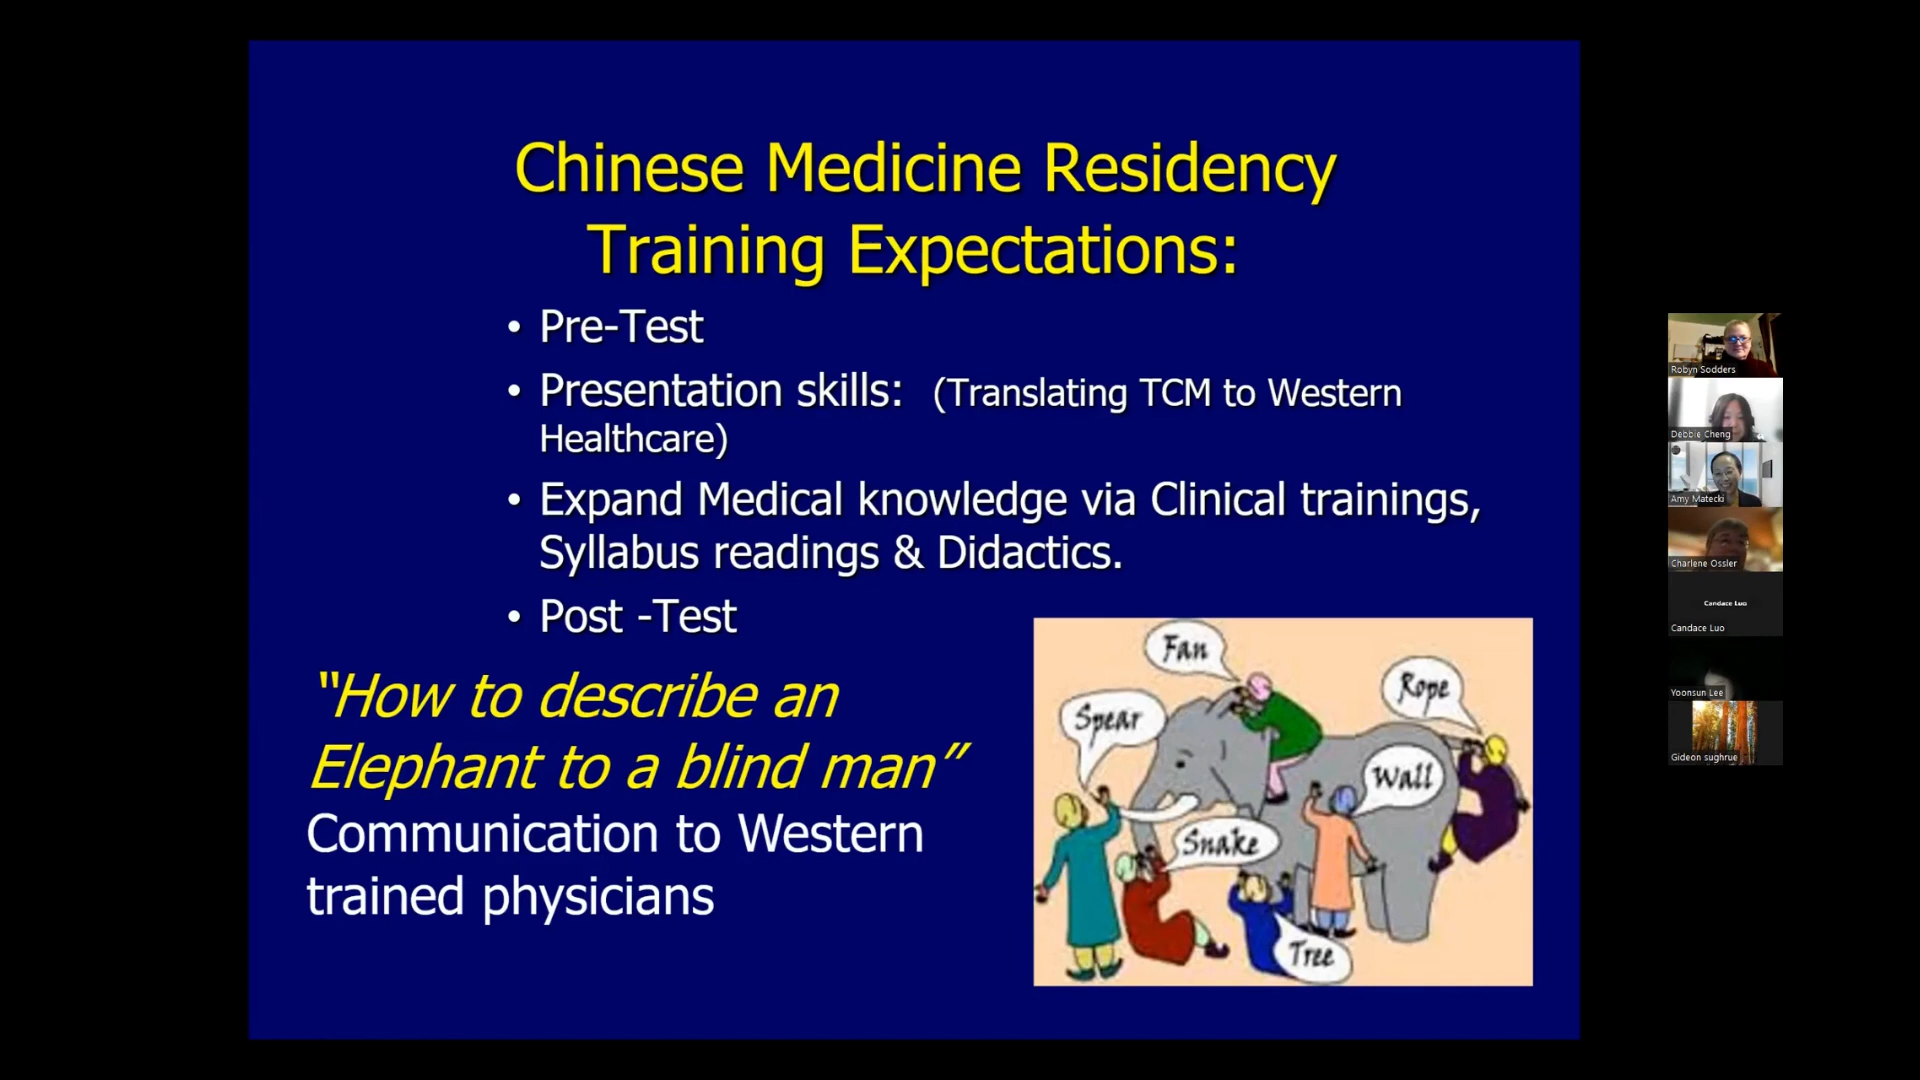 Chinese Medicine Residency
Training Expectations:
• Pre-Test
• Presentation skills: (Translating TCM to Western
Healthcare)
• Expand Medical knowledge via Clinical trainings,
Syllabus readings & Didactics.
• Post -Test
“How to describe an
Elephant to a blind man”
Communication to Western
trained physicians
Fan
Spear
Rope
Wall
Snake
Tree
Robyn Sodders
Debbie Cheng
Amy Matecki
Charlene Ossler
Candace Luo
Candace Luo
Yoonsun Lee
Gideon sughrue